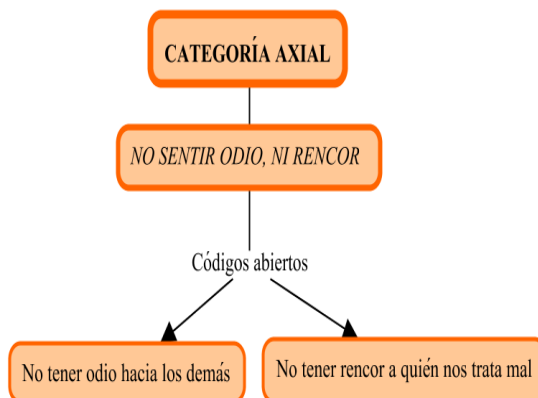 CATEGORÍA AXIAL
NO SENTIR ODIO, NI RENCOR
Códigos abiertos
No tener odio hacia los demás
No tener rencor a quién nos trata mal